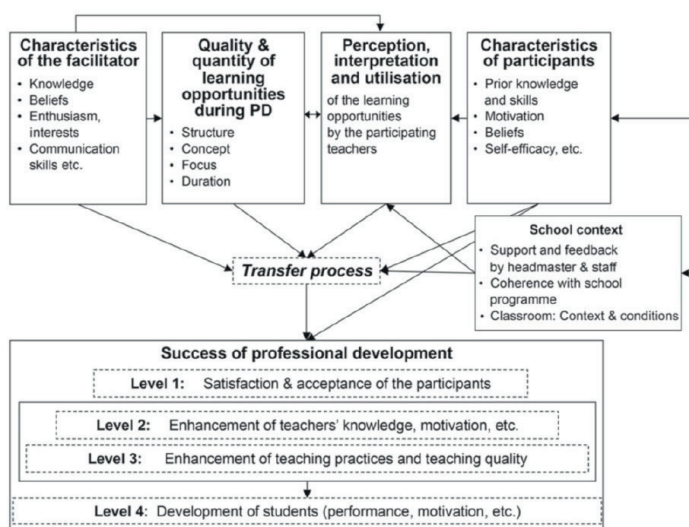 Characteristics
of the facilitator
• Knowledge
• Beliefs
• Enthusiasm,
interests
• Communication
skills etc.
Quality &
quantity of
learning
opportunities
during PD
• Structure
• Concept
• Focus
• Duration
Perception,
interpretation
and utilisation
of the learning
opportunities
by the participating
teachers
Characteristics
of participants
• Prior knowledge
and skills
• Motivation
• Beliefs
• Self-efficacy, etc.
School context
• Support and feedback
by headmaster & staff
• Coherence with school
programme
• Classroom: Context & conditions
Transfer process
Success of professional development
Level 1: Satisfaction & acceptance of the participants
Level 2: Enhancement of teachers' knowledge, motivation, etc.
Level 3: Enhancement of teaching practices and teaching quality
Level 4: Development of students (performance, motivation, etc.)